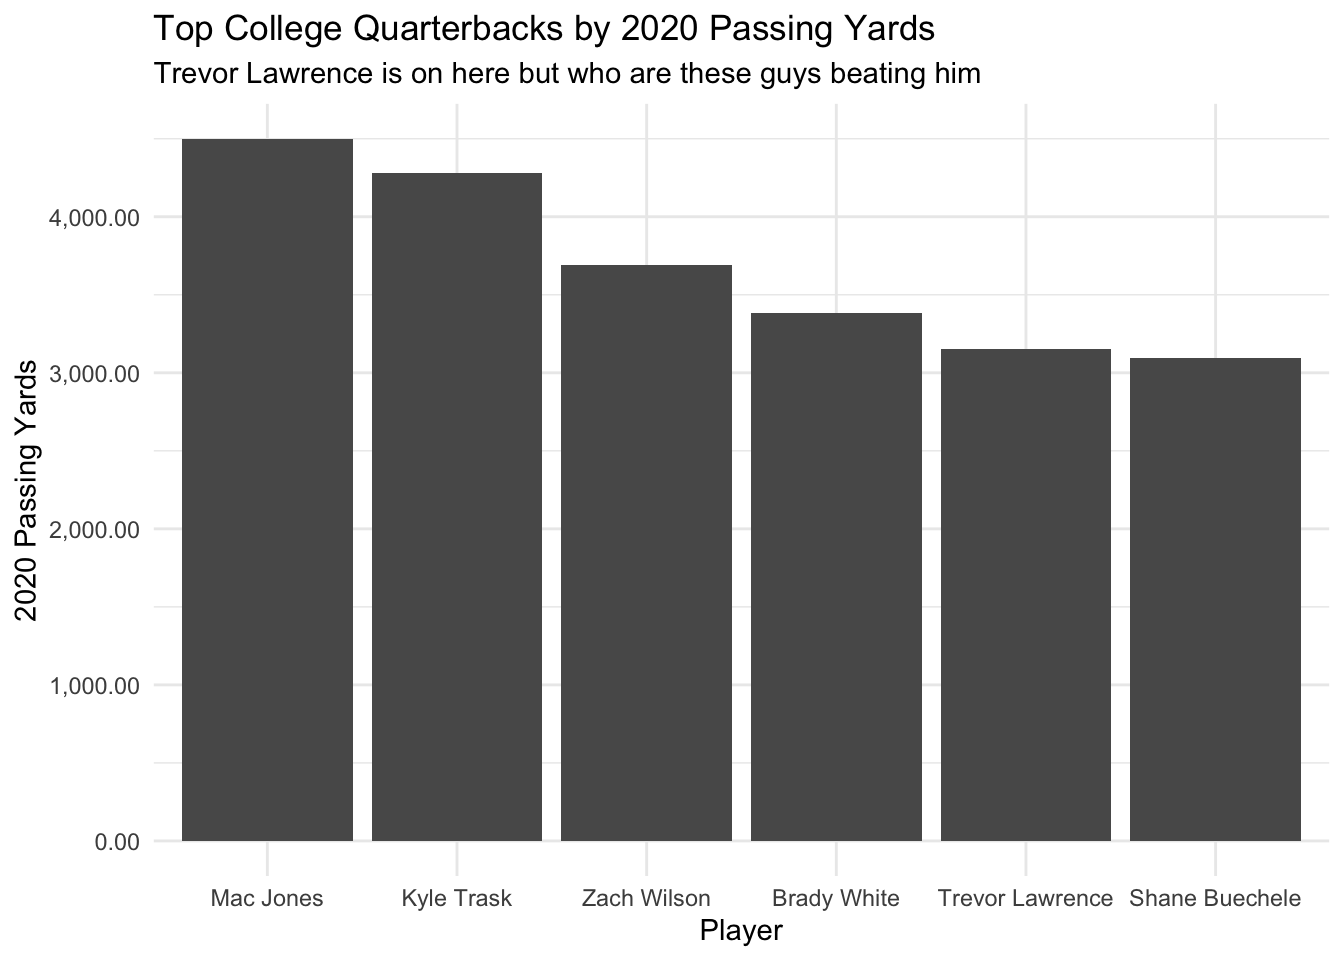 Top College Quarterbacks by 2020 Passing Yards
Trevor Lawrence is on here but who are these guys beating him
2020 Passing Yards
4,000.00
3,000.00
2,000.00
1,000.00
0.00
Mac Jones
Kyle Trask
Zach Wilson
Brady White
Trevor Lawrence
Shane Buechele
Player